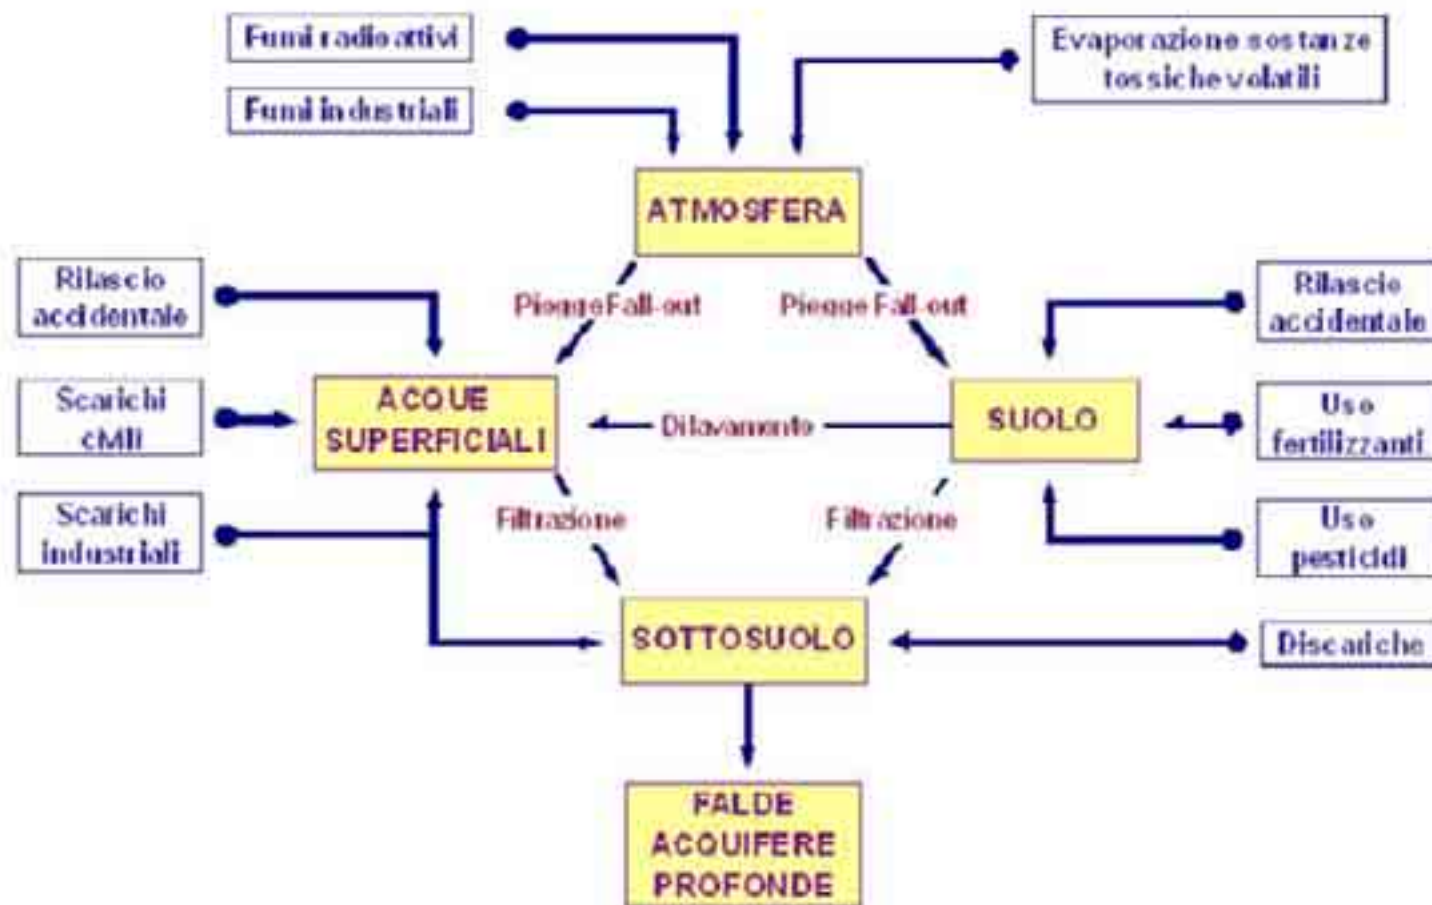 Fumi radioattivi
Evaporazione sostanze
tossiche volatili
Fumi industriali
ATMOSFERA
Rilascio
accidentale
Piogge Fall-out
Piogge Fall-out
Rilascio
accidentale
Scarichi
civili
ACQUE
SUPERFICIALI
Dilavamento
SUOLO
Uso
fertilizzanti
Scarichi
industriali
Filtrazione
Filtrazione
Uso
pesticidi
SOTTOSUOLO
Discariche
FALDE
ACQUIFERE
PROFONDE